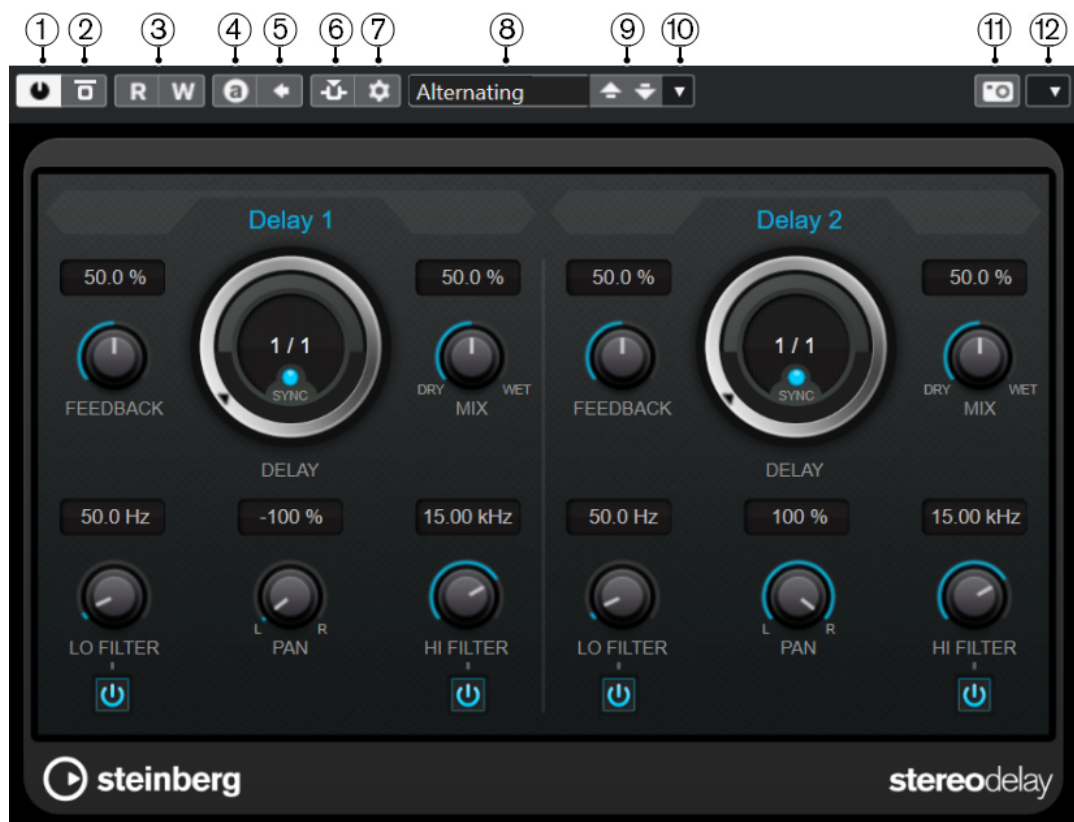 1 2 3 4 5 6 7 8 9 10 11 12
R W a Alternating
Delay 1 Delay 2
50.0 % 50.0 % 50.0 % 50.0 %
1 / 1 1 / 1
SYNC SYNC
DRY WET DRY WET
FEEDBACK MIX FEEDBACK MIX
DELAY DELAY
50.0 Hz -100 % 15.00 kHz 50.0 Hz 100 % 15.00 kHz
L R L R
LO FILTER PAN HI FILTER LO FILTER PAN HI FILTER
steinberg stereodelay